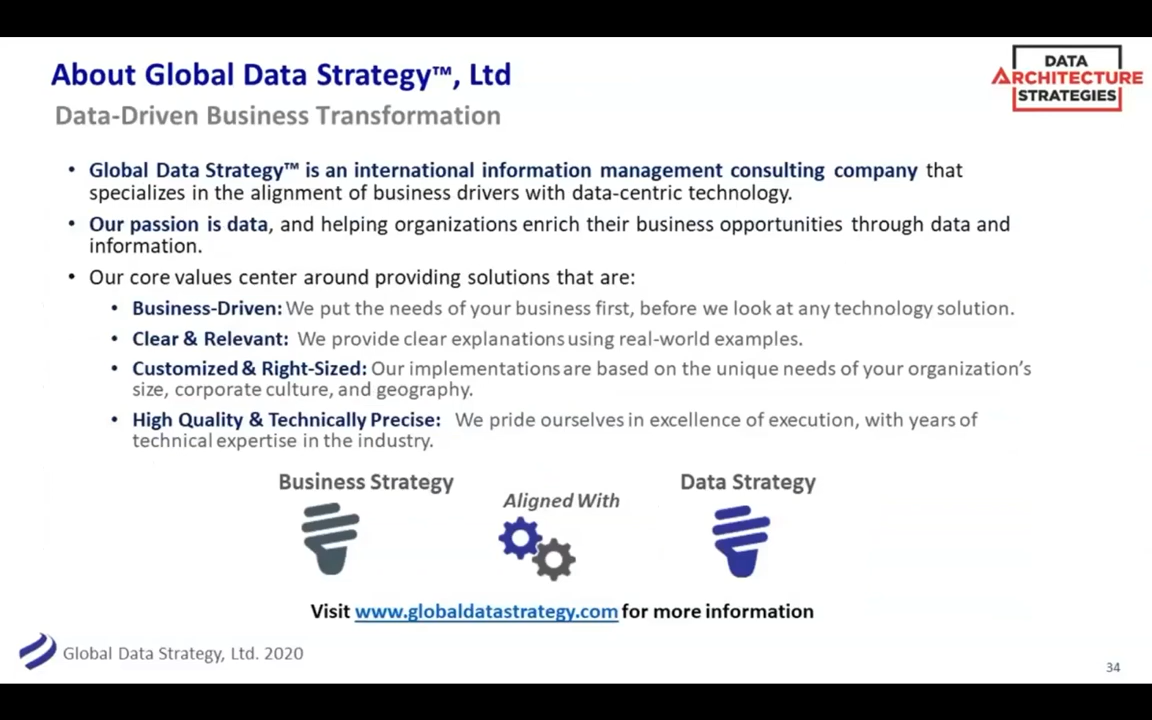 About Global Data Strategy™, Ltd
DATA
ARCHITECTURE
STRATEGIES
Data-Driven Business Transformation
• Global Data Strategy™ is an international information management consulting company that
specializes in the alignment of business drivers with data-centric technology.
• Our passion is data, and helping organizations enrich their business opportunities through data and
information.
• Our core values center around providing solutions that are:
• Business-Driven: We put the needs of your business first, before we look at any technology solution.
• Clear & Relevant: We provide clear explanations using real-world examples.
• Customized & Right-Sized: Our implementations are based on the unique needs of your organization's
size, corporate culture, and geography.
• High Quality & Technically Precise: We pride ourselves in excellence of execution, with years of
technical expertise in the industry.
Business Strategy
Aligned With
Data Strategy
Visit www.globaldatastrategy.com for more information
Global Data Strategy, Ltd. 2020
34